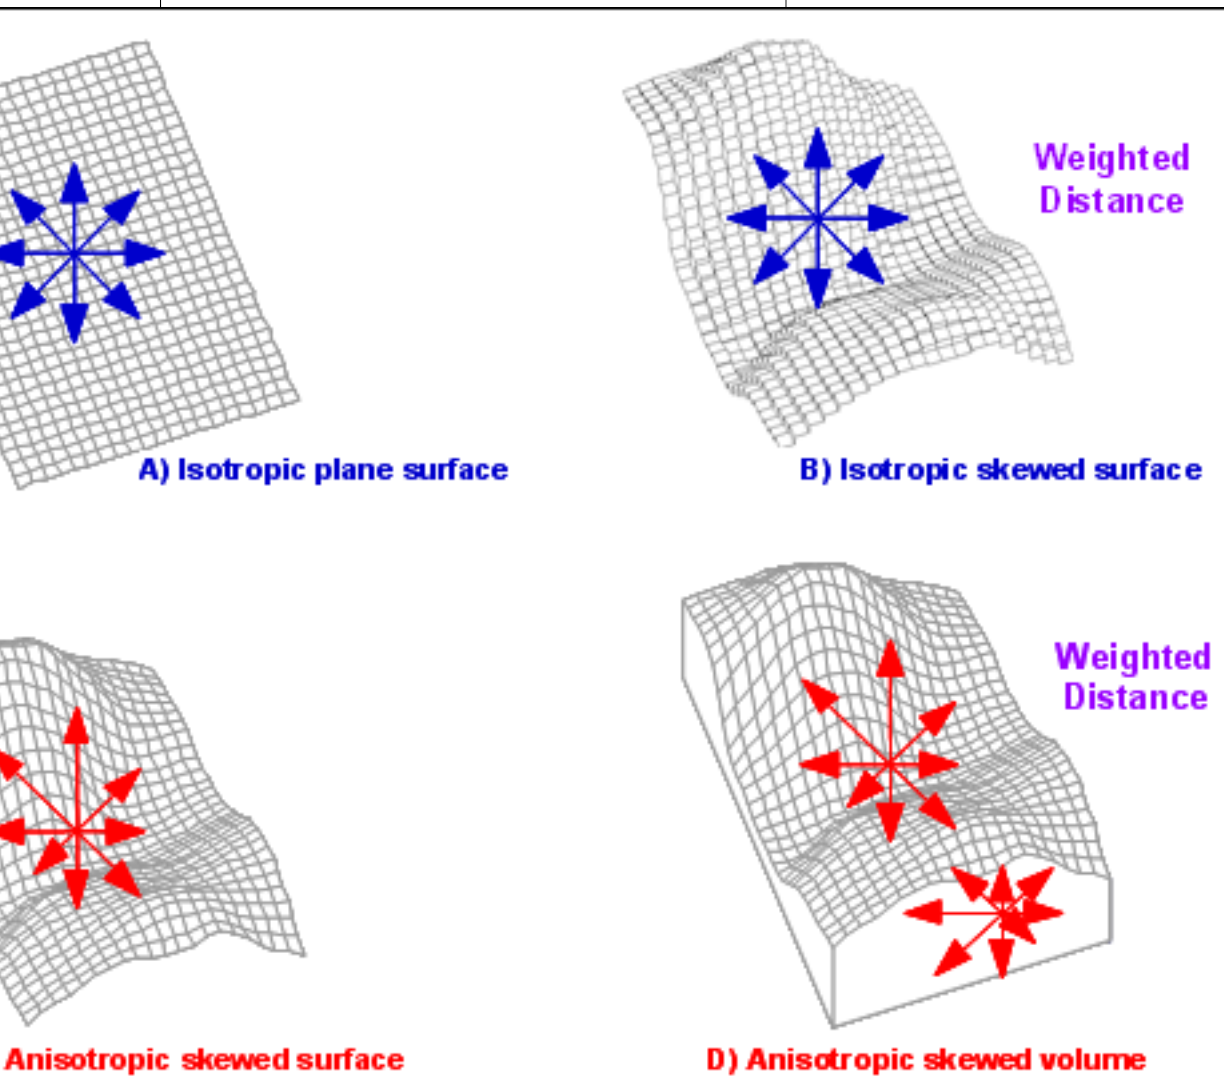 Weighted
Distance
A) Isotropic plane surface
B) Isotropic skewed surface
Weighted
Distance
Anisotropic skewed surface
D) Anisotropic skewed volume